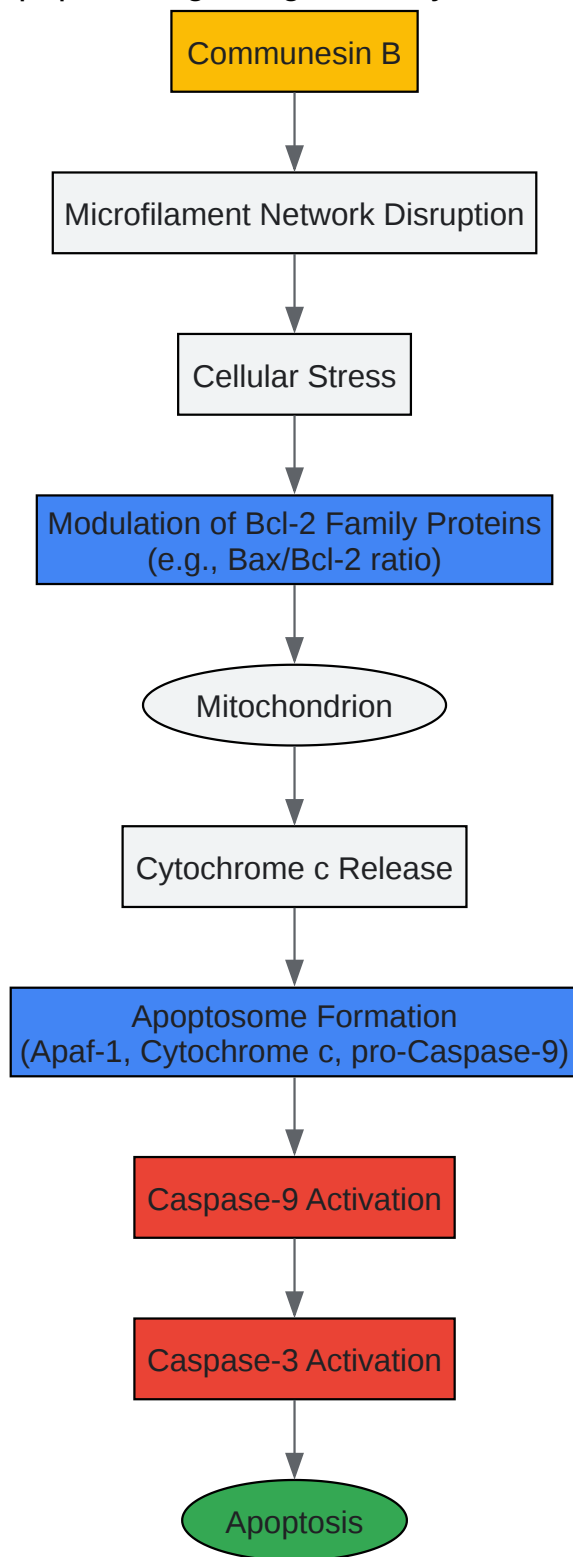 Communesin B
Microfilament Network Disruption
Cellular Stress
Modulation of Bcl-2 Family Proteins
(e.g., Bax/Bcl-2 ratio)
Mitochondrion
Cytochrome c Release
Apoptosome Formation
(Apaf-1, Cytochrome c, pro-Caspase-9)
Caspase-9 Activation
Caspase-3 Activation
Apoptosis